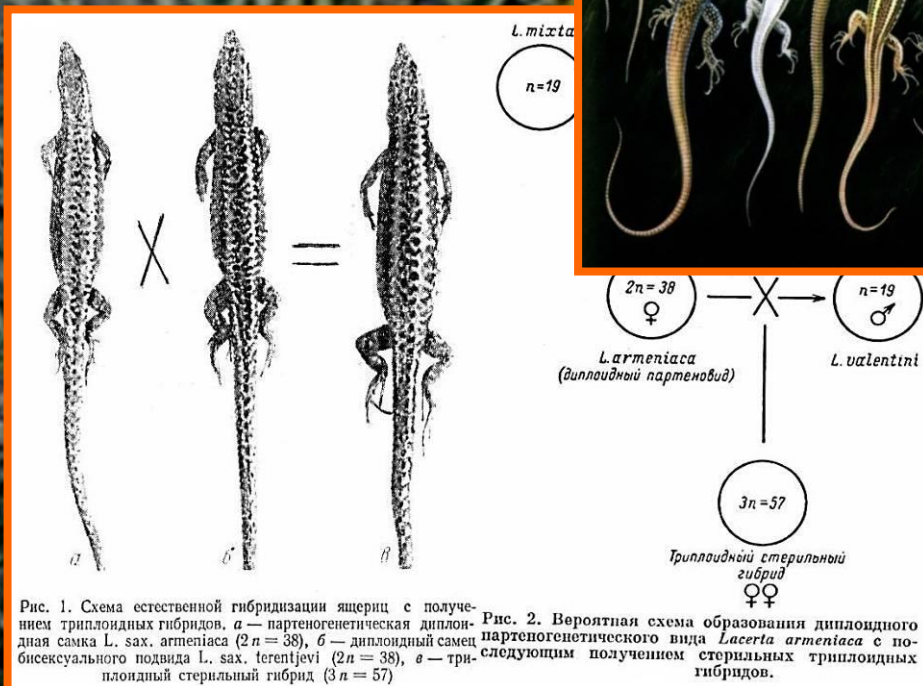 L. mixta
n=19
a
б
в
2n=38
♀
n=19
♂
L. armeniaca
(диплоидный партеновид)
L. valentini
3n=57
Триплоидный стерильный
гибрид
♀♀
Рис. 1. Схема естественной гибридизации ящериц с получе-
нием триплоидных гибридов. а — партеногенетическая диплои-
дная самка L. sax. armeniaca (2n = 38), б — диплоидный самец
бисексуального подвида L. sax. terentjevi (2n = 38), в — три-
плоидный стерильный гибрид (3n = 57)
Рис. 2. Вероятная схема образования диплоидного
партеногенетического вида Lacerta armeniaca с по-
следующим получением стерильных триплоидных
гибридов.